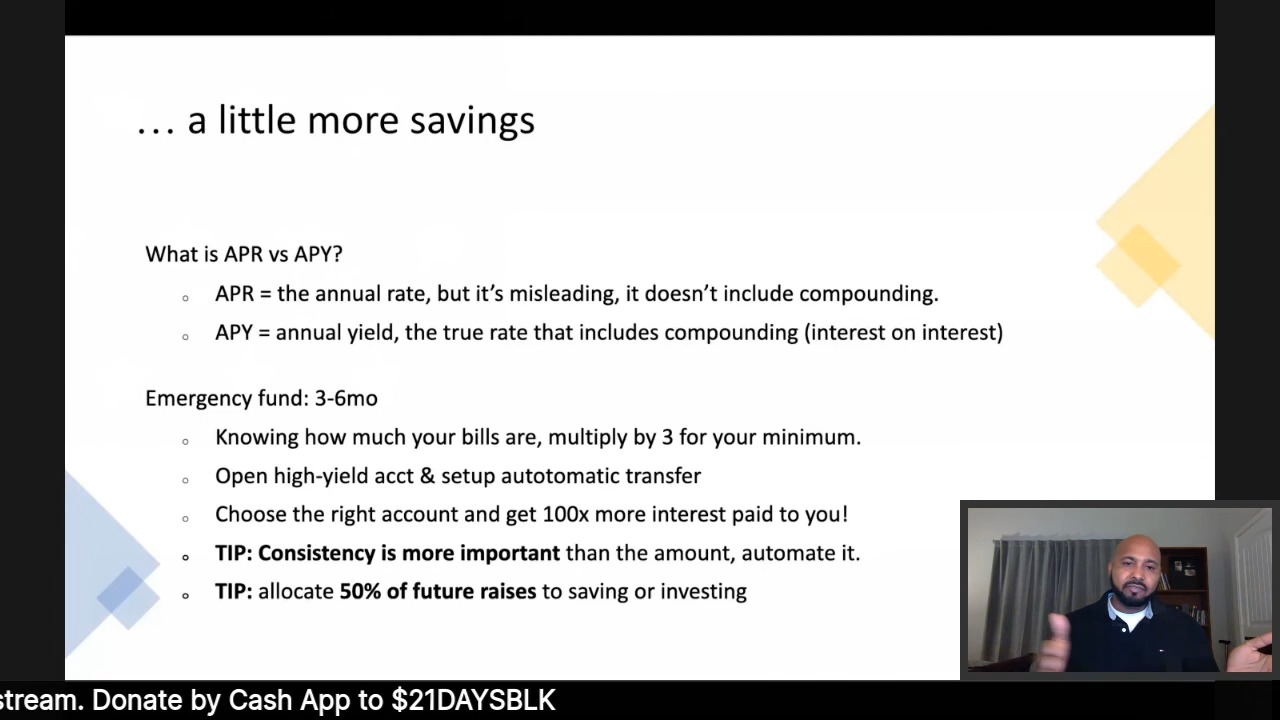 ... a little more savings
What is APR vs APY?
APR = the annual rate, but it's misleading, it doesn't include compounding.
APY = annual yield, the true rate that includes compounding (interest on interest)
Emergency fund: 3-6mo
Knowing how much your bills are, multiply by 3 for your minimum.
Open high-yield acct & setup autotomatic transfer
Choose the right account and get 100x more interest paid to you!
TIP: Consistency is more important than the amount, automate it.
TIP: allocate 50% of future raises to saving or investing
stream. Donate by Cash App to $21DAYSBLK